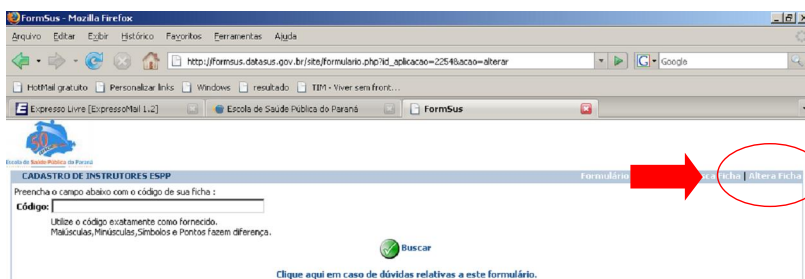 FormSus - Mozilla Firefox
Arquivo Editar Exibir Histórico Favoritos Ferramentas Ajuda
http://formsus.datasus.gov.br/site/formulario.php?id_aplicacao=2254&acao=alterar
Google
HotMail gratuito Personalizar links Windows resultado TIM - Viver sem front...
Expresso Livre [ExpressoMail 1.2] Escola de Saúde Pública do Paraná FormSus
50
Escola de Saúde Pública do Paraná
CADASTRO DE INSTRUTORES ESPP Formulário Ficha | Altera Ficha
Preencha o campo abaixo com o código de sua ficha :
Código:
Utilize o código exatamente como fornecido.
Maiúsculas,Minúsculas,Símbolos e Pontos fazem diferença.
Buscar
Clique aqui em caso de dúvidas relativas a este formulário.